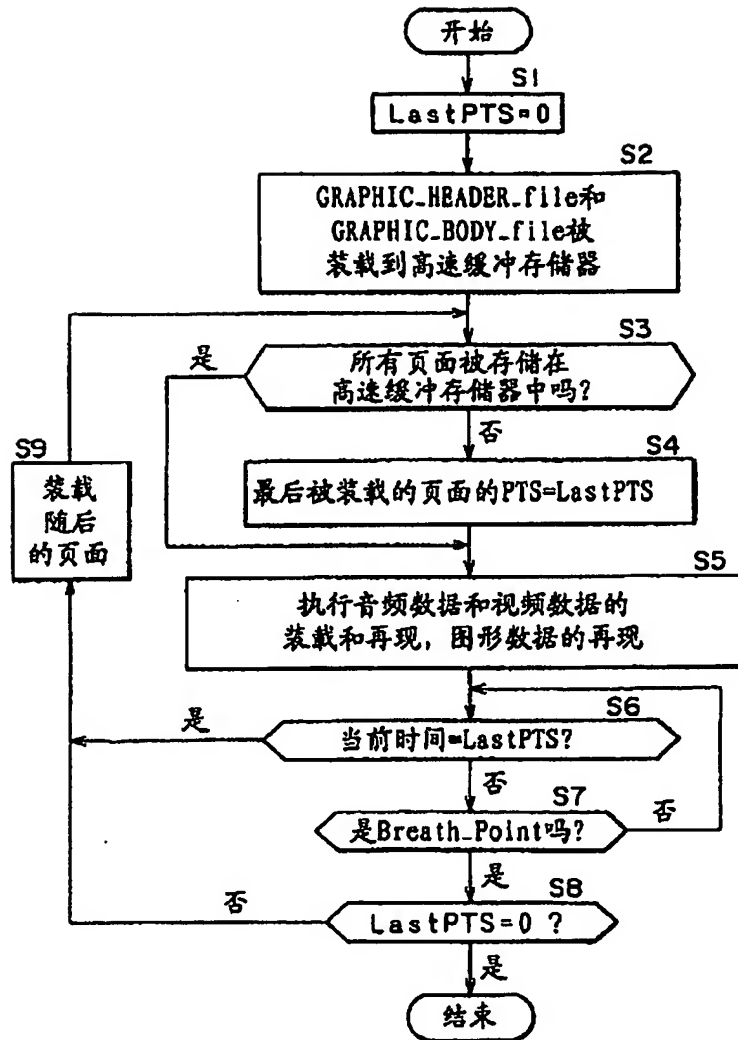 开始
S1
LastPTS=0
S2
GRAPHIC_HEADER_file和
GRAPHIC_BODY_file被
装载到高速缓冲存储器
S3
是
所有页面被存储在
高速缓冲存储器中吗?
否
S9
装载
随后
的页面
S4
最后被装载的页面的PTS=LastPTS
S5
执行音频数据和视频数据的
装载和再现，图形数据的再现
S6
是
当前时间=LastPTS?
否
S7
是Breath_Point吗?
否
是
S8
否
LastPTS=0 ?
是
结束